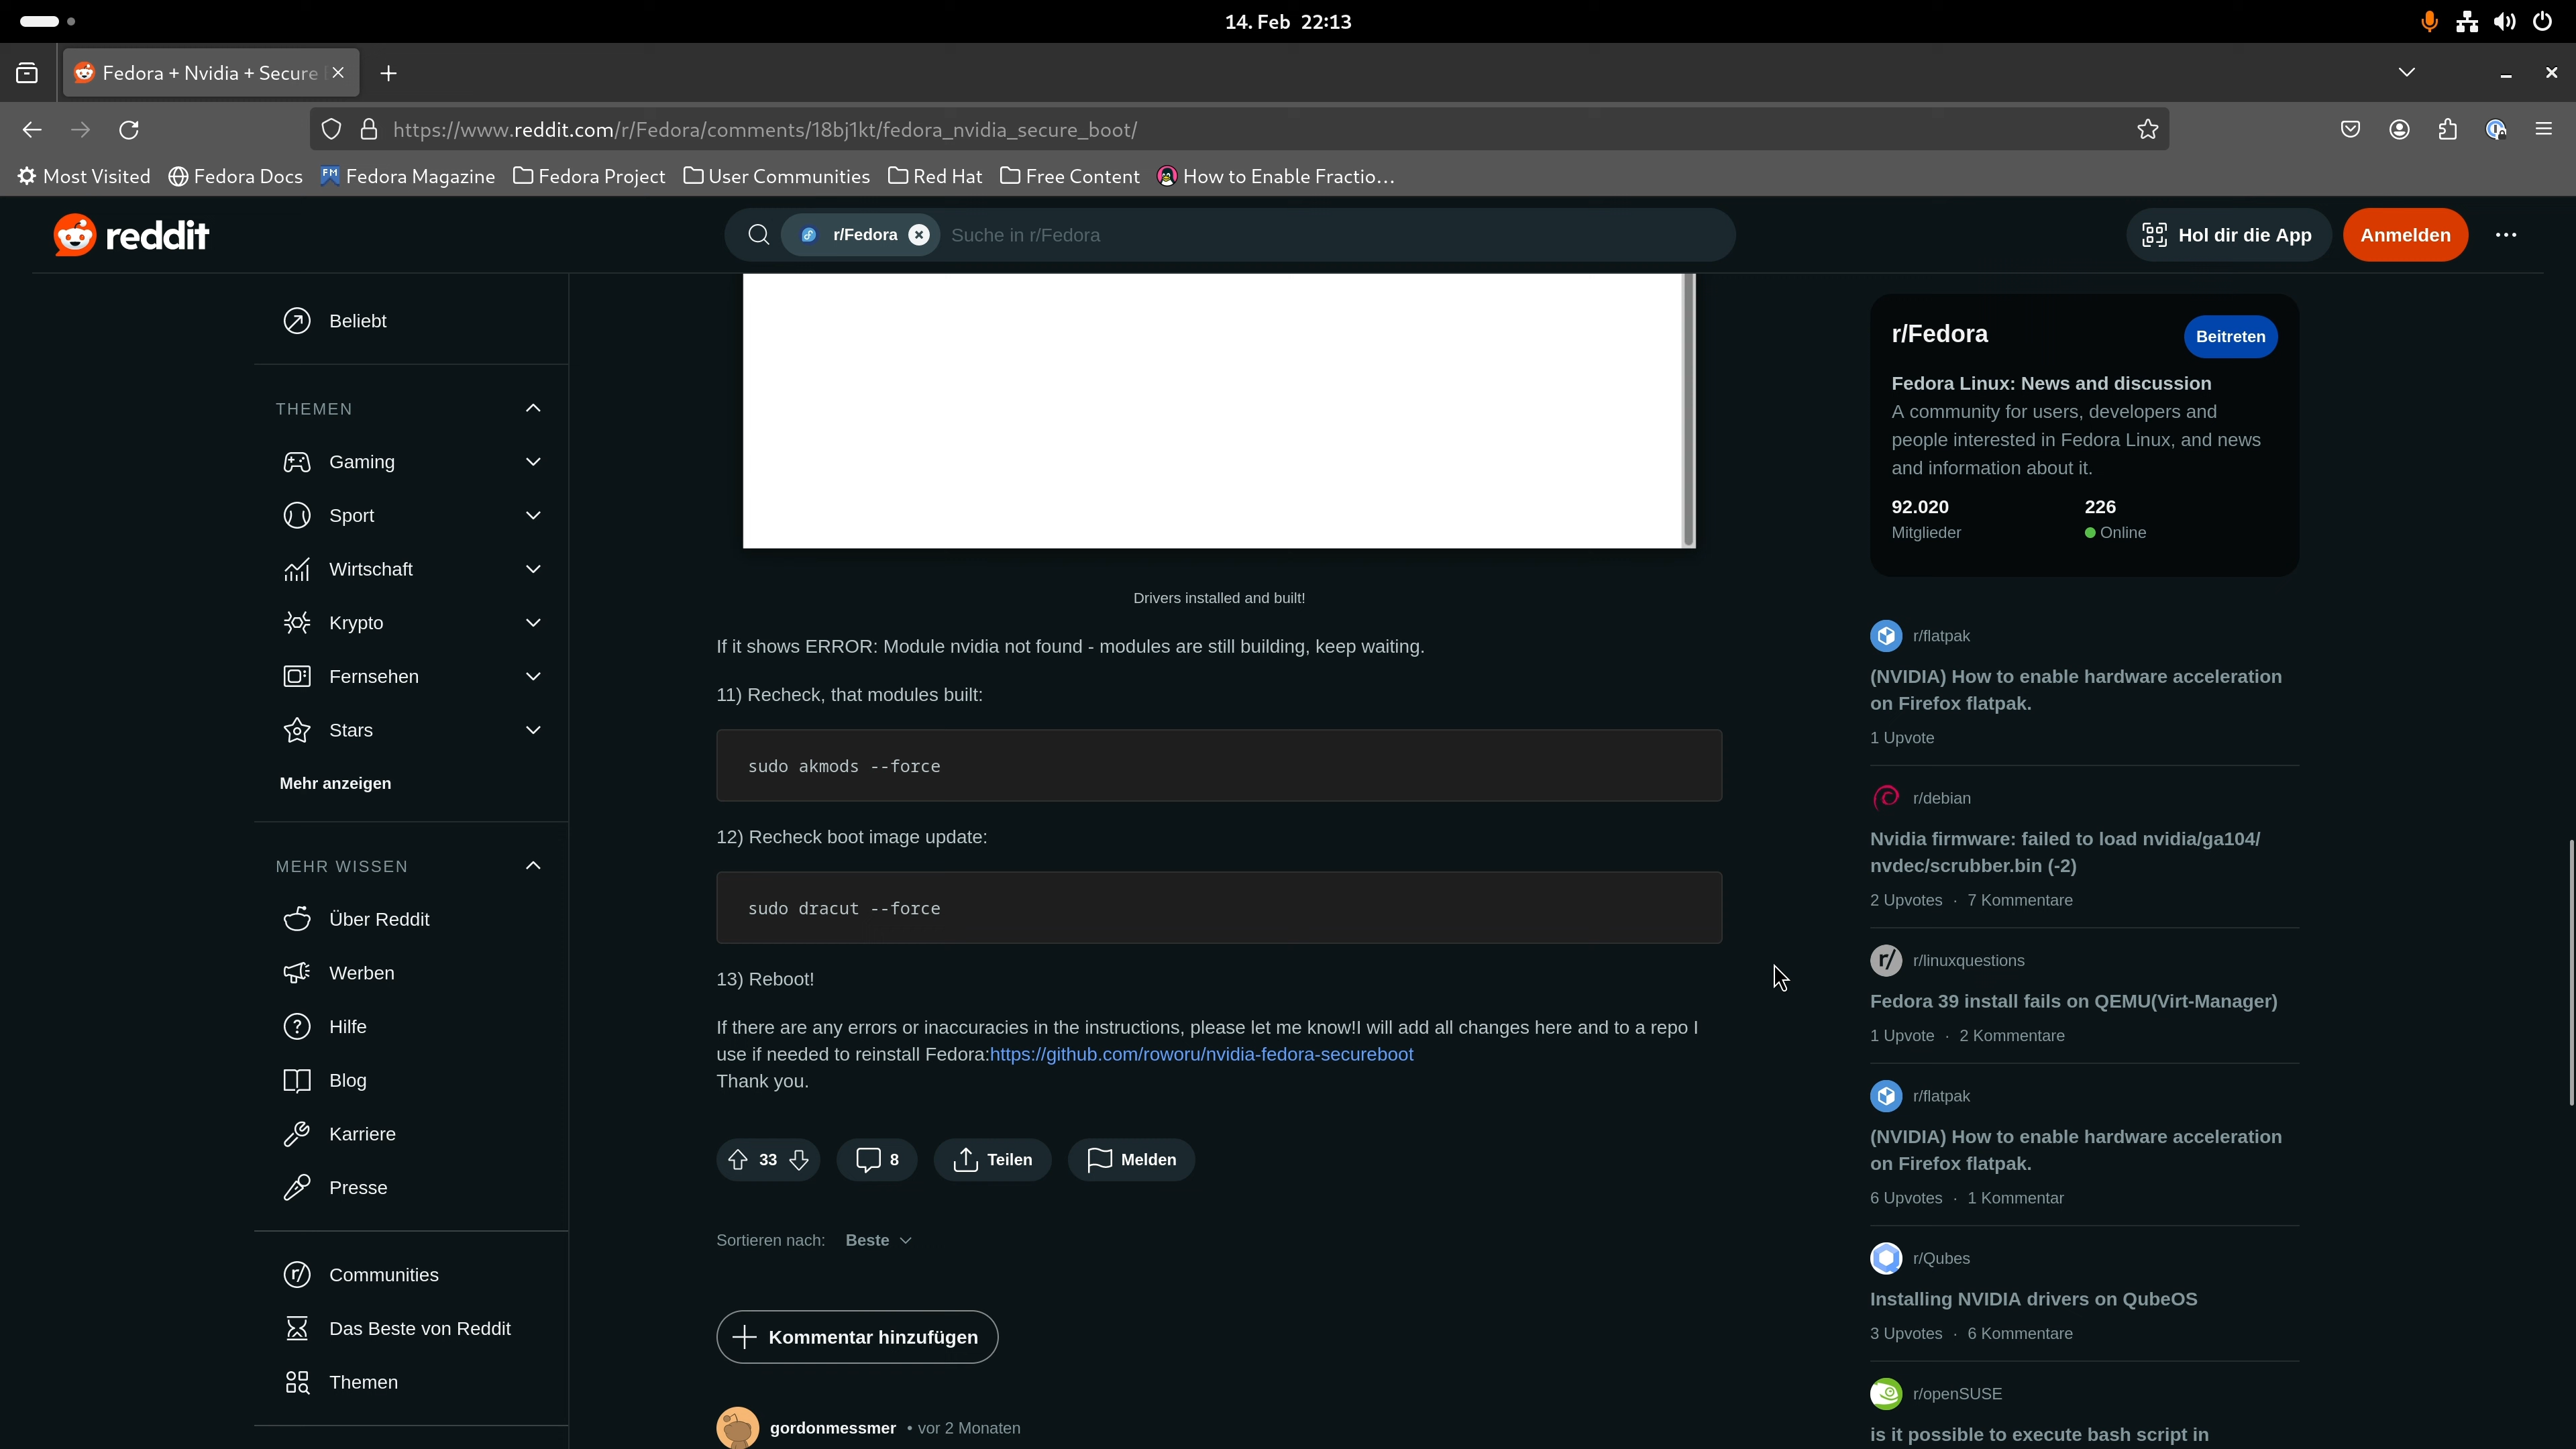 14. Feb 22:13
Fedora + Nvidia + Secure
https://www.reddit.com/r/Fedora/comments/18bj1kt/fedora_nvidia_secure_boot/
Most Visited
Fedora Docs
Fedora Magazine
Fedora Project
User Communities
Red Hat
Free Content
How to Enable Fractio…
reddit
r/Fedora
Suche in r/Fedora
Hol dir die App
Anmelden
Beliebt
THEMEN
Gaming
Sport
Wirtschaft
Krypto
Fernsehen
Stars
Mehr anzeigen
MEHR WISSEN
Über Reddit
Werben
Hilfe
Blog
Karriere
Presse
Communities
Das Beste von Reddit
Themen
Drivers installed and built!
If it shows ERROR: Module nvidia not found - modules are still building, keep waiting.
11) Recheck, that modules built:
sudo akmods --force
12) Recheck boot image update:
sudo dracut --force
13) Reboot!
If there are any errors or inaccuracies in the instructions, please let me know!I will add all changes here and to a repo I
use if needed to reinstall Fedora:https://github.com/roworu/nvidia-fedora-secureboot
Thank you.
33
8
Teilen
Melden
Sortieren nach: Beste
Kommentar hinzufügen
gordonmessmer • vor 2 Monaten
r/Fedora
Beitreten
Fedora Linux: News and discussion
A community for users, developers and
people interested in Fedora Linux, and news
and information about it.
92.020 226
Mitglieder Online
r/flatpak
(NVIDIA) How to enable hardware acceleration
on Firefox flatpak.
1 Upvote
r/debian
Nvidia firmware: failed to load nvidia/ga104/
nvdec/scrubber.bin (-2)
2 Upvotes · 7 Kommentare
r/linuxquestions
Fedora 39 install fails on QEMU(Virt-Manager)
1 Upvote · 2 Kommentare
r/flatpak
(NVIDIA) How to enable hardware acceleration
on Firefox flatpak.
6 Upvotes · 1 Kommentar
r/Qubes
Installing NVIDIA drivers on QubeOS
3 Upvotes · 6 Kommentare
r/openSUSE
is it possible to execute bash script in